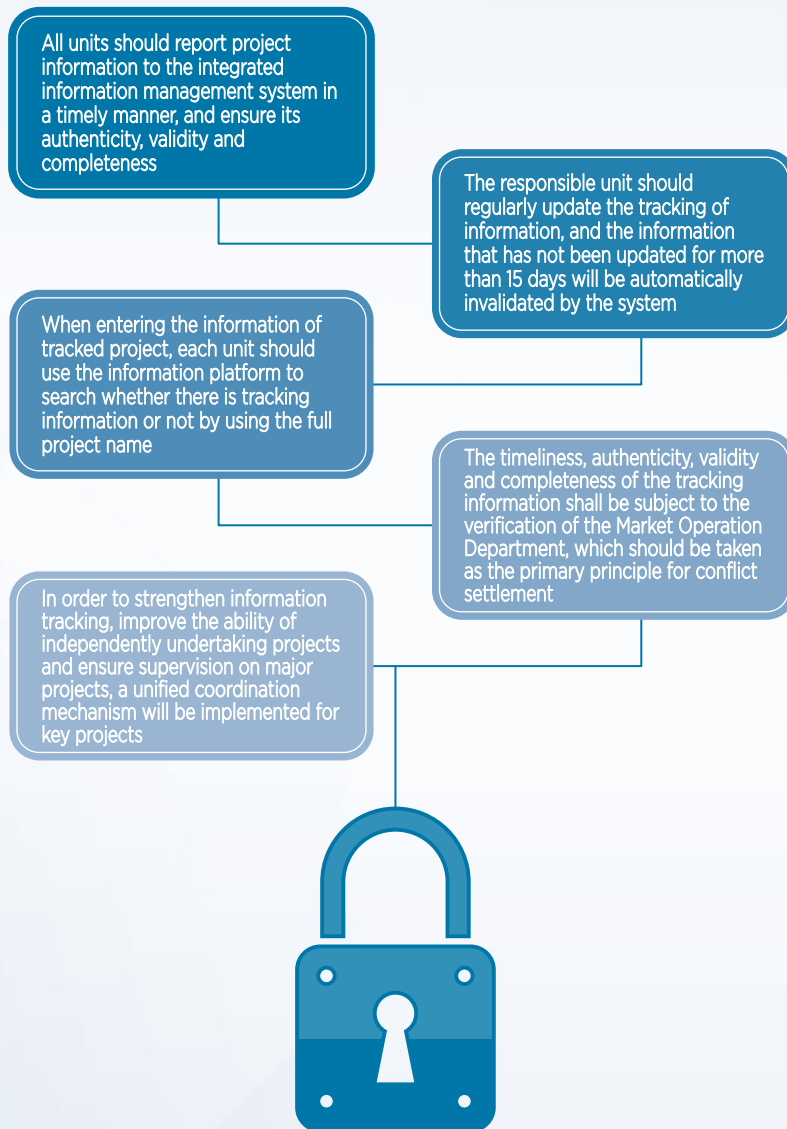 All units should report project
information to the integrated
information management system in
a timely manner, and ensure its
authenticity, validity and
completeness
The responsible unit should
regularly update the tracking of
information, and the information
that has not been updated for more
than 15 days will be automatically
invalidated by the system
When entering the information of
tracked project, each unit should
use the information platform to
search whether there is tracking
information or not by using the full
project name
The timeliness, authenticity, validity
and completeness of the tracking
information shall be subject to the
verification of the Market Operation
Department, which should be taken
as the primary principle for conflict
settlement
In order to strengthen information
tracking, improve the ability of
independently undertaking projects
and ensure supervision on major
projects, a unified coordination
mechanism will be implemented for
key projects